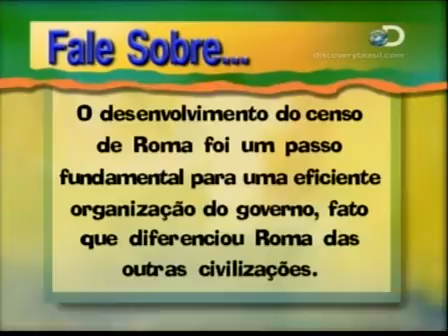 Fale Sobre...
discoverybrasil.com
O desenvolvimento do censo
de Roma foi um passo
fundamental para uma eficiente
organização do governo, fato
que diferenciou Roma das
outras civilizações.